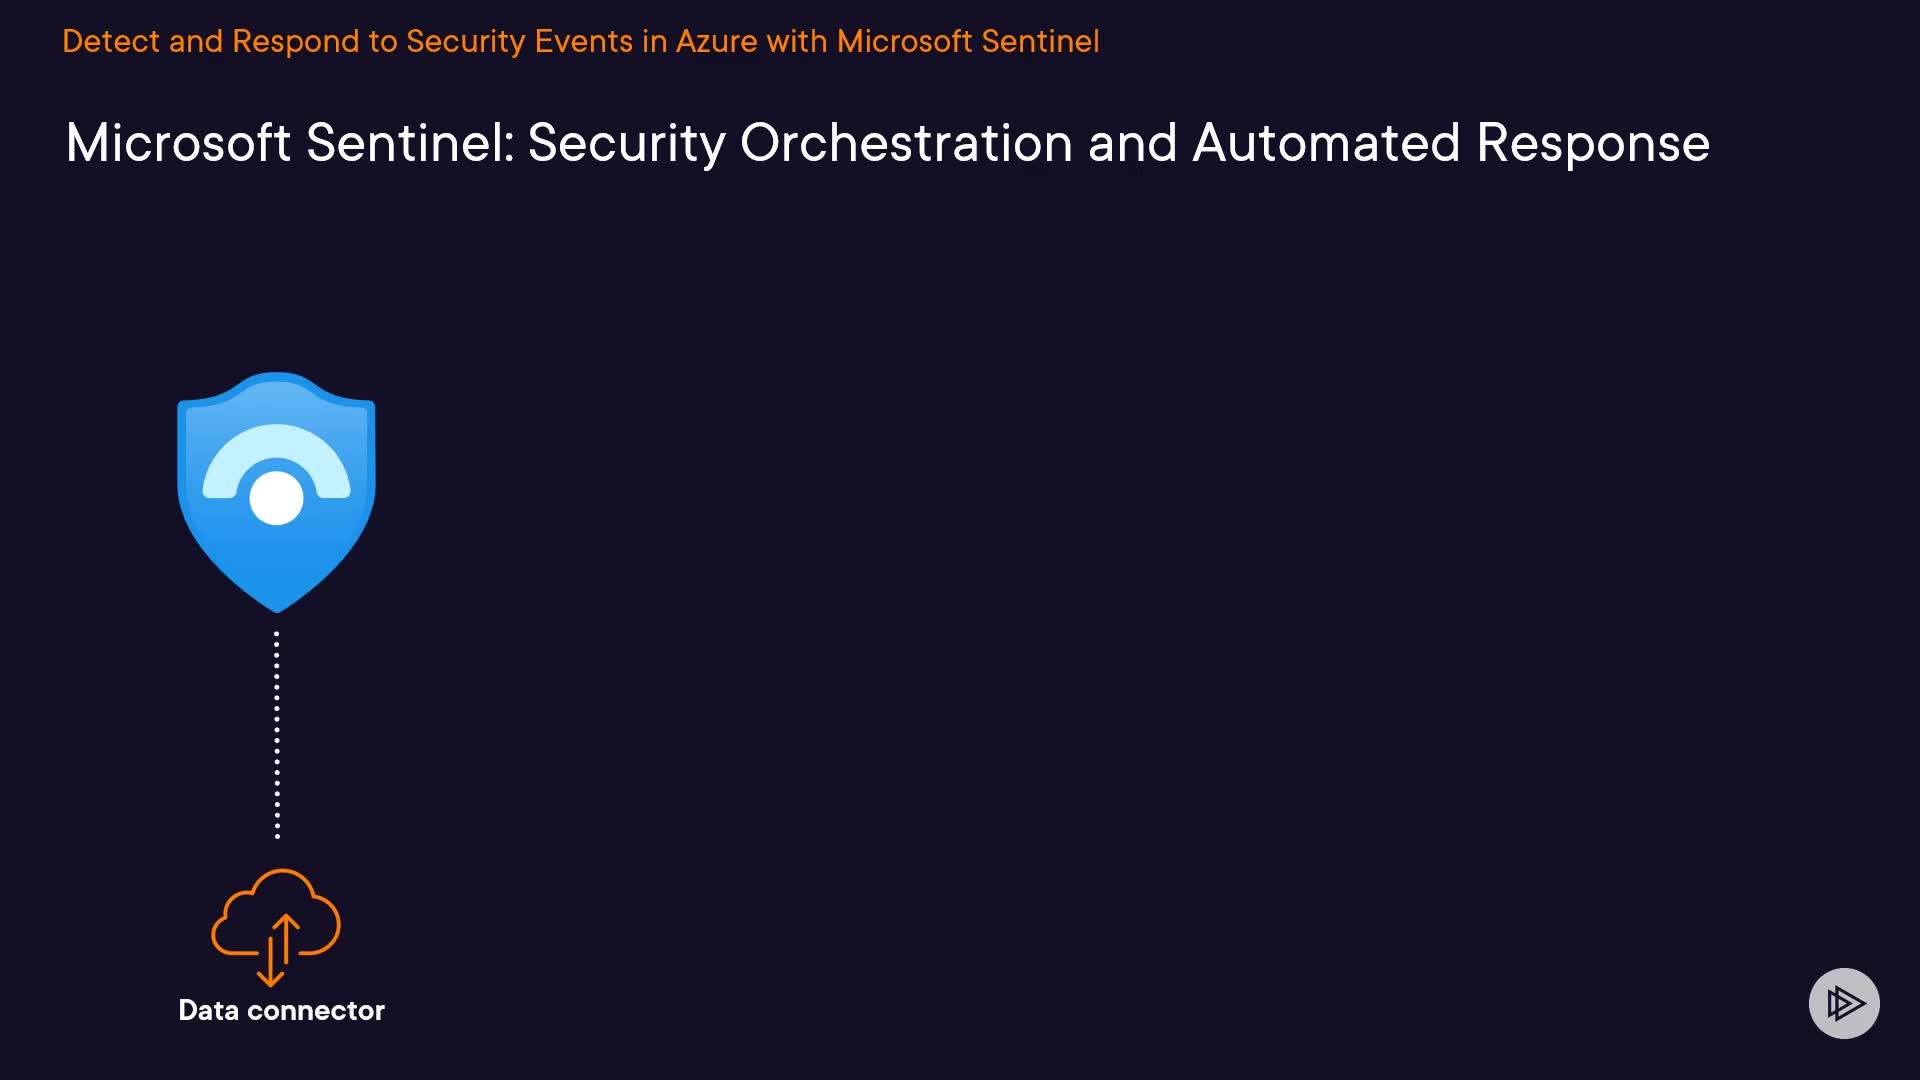 Detect and Respond to Security Events in Azure with Microsoft Sentinel
Microsoft Sentinel: Security Orchestration and Automated Response
Data connector